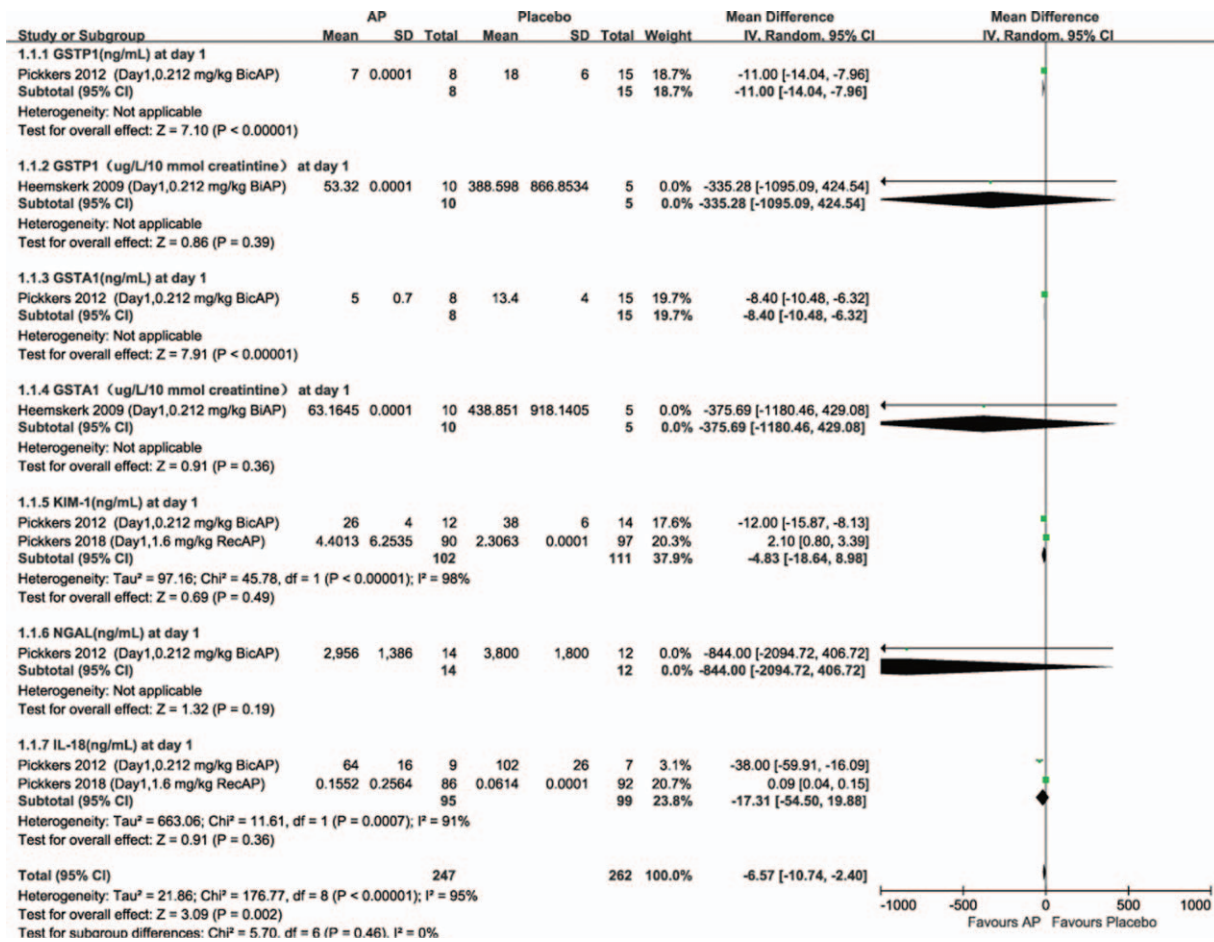 AP Placebo Mean Difference Mean Difference
Study or Subgroup Mean SD Total Mean SD Total Weight IV, Random, 95% CI IV, Random, 95% CI
1.1.1 GSTP1(ng/mL) at day 1
Pickkers 2012 (Day1,0.212 mg/kg BicAP) 7 0.0001 8 18 6 15 18.7% -11.00 [-14.04, -7.96]
Subtotal (95% CI) 8 15 18.7% -11.00 [-14.04, -7.96]
Heterogeneity: Not applicable
Test for overall effect: Z = 7.10 (P < 0.00001)
1.1.2 GSTP1（ug/L/10 mmol creatintine） at day 1
Heemskerk 2009 (Day1,0.212 mg/kg BiAP) 53.32 0.0001 10 388.598 866.8534 5 0.0% -335.28 [-1095.09, 424.54]
Subtotal (95% CI) 10 5 0.0% -335.28 [-1095.09, 424.54]
Heterogeneity: Not applicable
Test for overall effect: Z = 0.86 (P = 0.39)
1.1.3 GSTA1(ng/mL) at day 1
Pickkers 2012 (Day1,0.212 mg/kg BicAP) 5 0.7 8 13.4 4 15 19.7% -8.40 [-10.48, -6.32]
Subtotal (95% CI) 8 15 19.7% -8.40 [-10.48, -6.32]
Heterogeneity: Not applicable
Test for overall effect: Z = 7.91 (P < 0.00001)
1.1.4 GSTA1（ug/L/10 mmol creatintine） at day 1
Heemskerk 2009 (Day1,0.212 mg/kg BiAP) 63.1645 0.0001 10 438.851 918.1405 5 0.0% -375.69 [-1180.46, 429.08]
Subtotal (95% CI) 10 5 0.0% -375.69 [-1180.46, 429.08]
Heterogeneity: Not applicable
Test for overall effect: Z = 0.91 (P = 0.36)
1.1.5 KIM-1(ng/mL) at day 1
Pickkers 2012 (Day1,0.212 mg/kg BicAP) 26 4 12 38 6 14 17.6% -12.00 [-15.87, -8.13]
Pickkers 2018 (Day1,1.6 mg/kg RecAP) 4.4013 6.2535 90 2.3063 0.0001 97 20.3% 2.10 [0.80, 3.39]
Subtotal (95% CI) 102 111 37.9% -4.83 [-18.64, 8.98]
Heterogeneity: Tau² = 97.16; Chi² = 45.78, df = 1 (P < 0.00001); I² = 98%
Test for overall effect: Z = 0.69 (P = 0.49)
1.1.6 NGAL(ng/mL) at day 1
Pickkers 2012 (Day1,0.212 mg/kg BicAP) 2,956 1,386 14 3,800 1,800 12 0.0% -844.00 [-2094.72, 406.72]
Subtotal (95% CI) 14 12 0.0% -844.00 [-2094.72, 406.72]
Heterogeneity: Not applicable
Test for overall effect: Z = 1.32 (P = 0.19)
1.1.7 IL-18(ng/mL) at day 1
Pickkers 2012 (Day1,0.212 mg/kg BicAP) 64 16 9 102 26 7 3.1% -38.00 [-59.91, -16.09]
Pickkers 2018 (Day1,1.6 mg/kg RecAP) 0.1552 0.2564 86 0.0614 0.0001 92 20.7% 0.09 [0.04, 0.15]
Subtotal (95% CI) 95 99 23.8% -17.31 [-54.50, 19.88]
Heterogeneity: Tau² = 663.06; Chi² = 11.61, df = 1 (P = 0.0007); I² = 91%
Test for overall effect: Z = 0.91 (P = 0.36)
Total (95% CI) 247 262 100.0% -6.57 [-10.74, -2.40]
Heterogeneity: Tau² = 21.86; Chi² = 176.77, df = 8 (P < 0.00001); I² = 95%
-1000 -500 0 500 1000
Test for overall effect: Z = 3.09 (P = 0.002)
Favours AP Favours Placebo
Test for subgroup differences: Chi² = 5.70, df = 6 (P = 0.46), I² = 0%